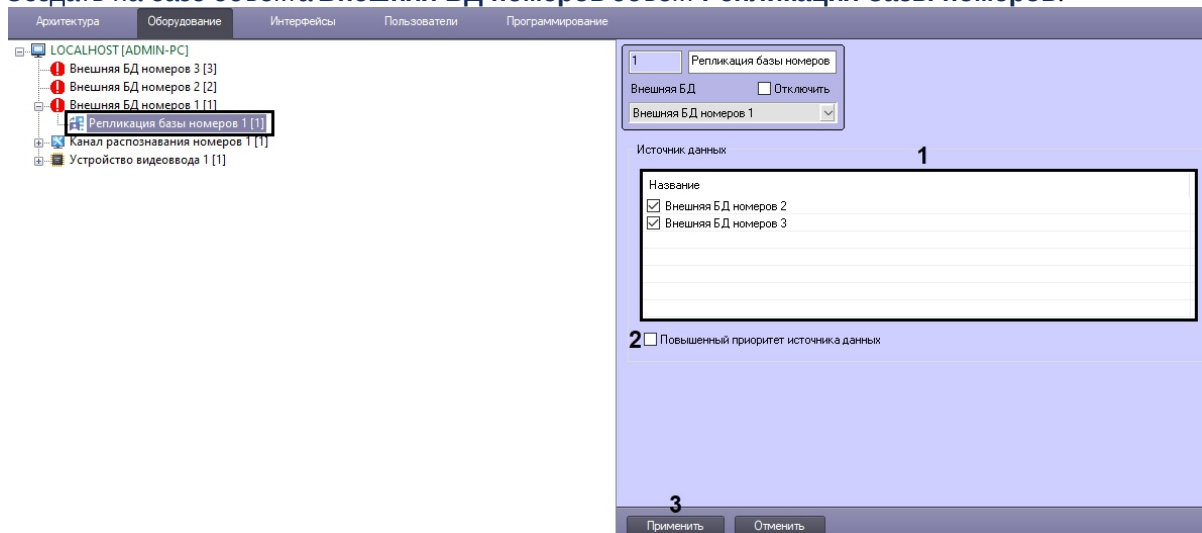 Создать на базе объекта Внешняя БД номеров объект Репликация базы номеров.
Архитектура Оборудование Интерфейсы Пользователи Программирование
LOCALHOST [ADMIN-PC]
Внешняя БД номеров 3 [3]
Внешняя БД номеров 2 [2]
Внешняя БД номеров 1 [1]
Репликация базы номеров 1 [1]
Канал распознавания номеров 1 [1]
Устройство видеоввода 1 [1]
1 Репликация базы номеров
Внешняя БД Отключить
Внешняя БД номеров 1
Источник данных 1
Название
Внешняя БД номеров 2
Внешняя БД номеров 3
2 Повышенный приоритет источника данных
3
Применить Отменить